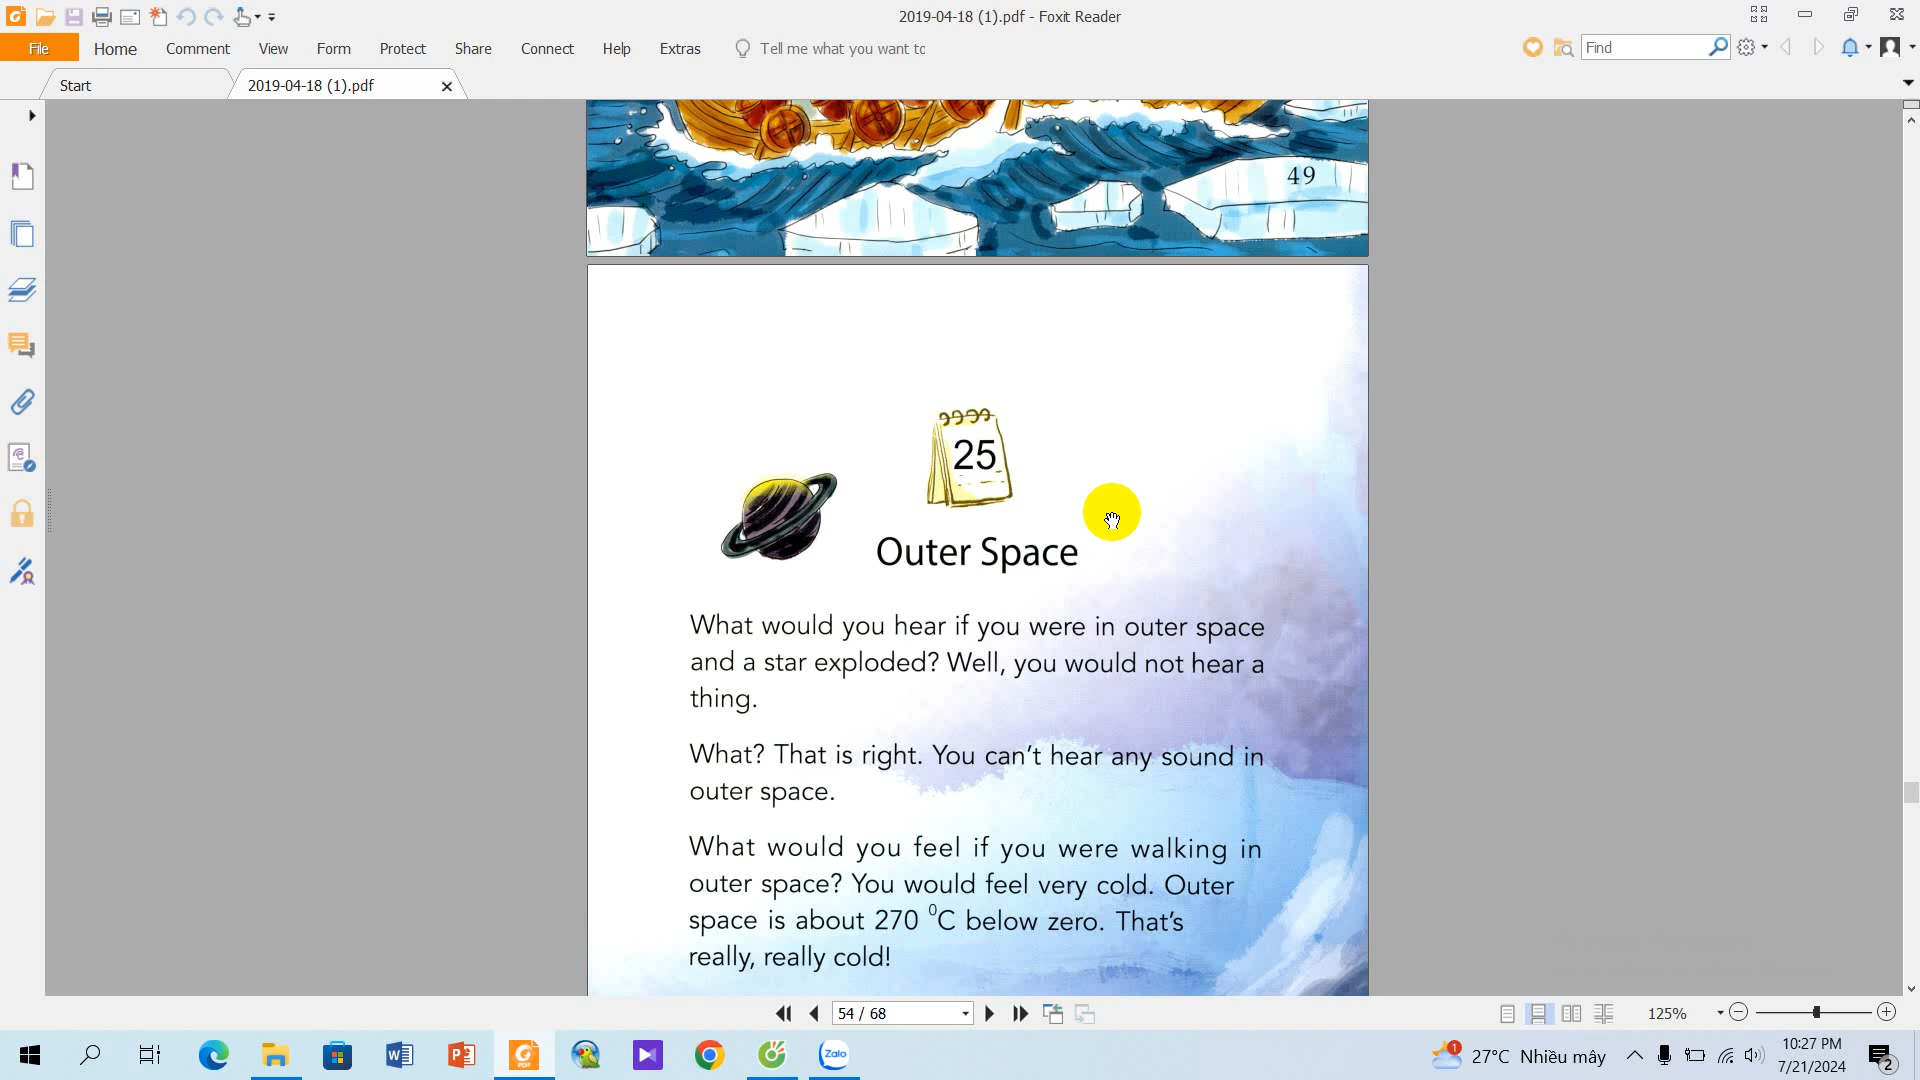 2019-04-18 (1).pdf - Foxit Reader
File Home Comment View Form Protect Share Connect Help Extras Tell me what you want to
Find
Start 2019-04-18 (1).pdf
49
25
Outer Space
What would you hear if you were in outer space
and a star exploded? Well, you would not hear a
thing.
What? That is right. You can't hear any sound in
outer space.
What would you feel if you were walking in
outer space? You would feel very cold. Outer
space is about 270 ⁰C below zero. That's
really, really cold!
54 / 68
125%
Zalo
1
27°C Nhiều mây
10:27 PM
7/21/2024
2